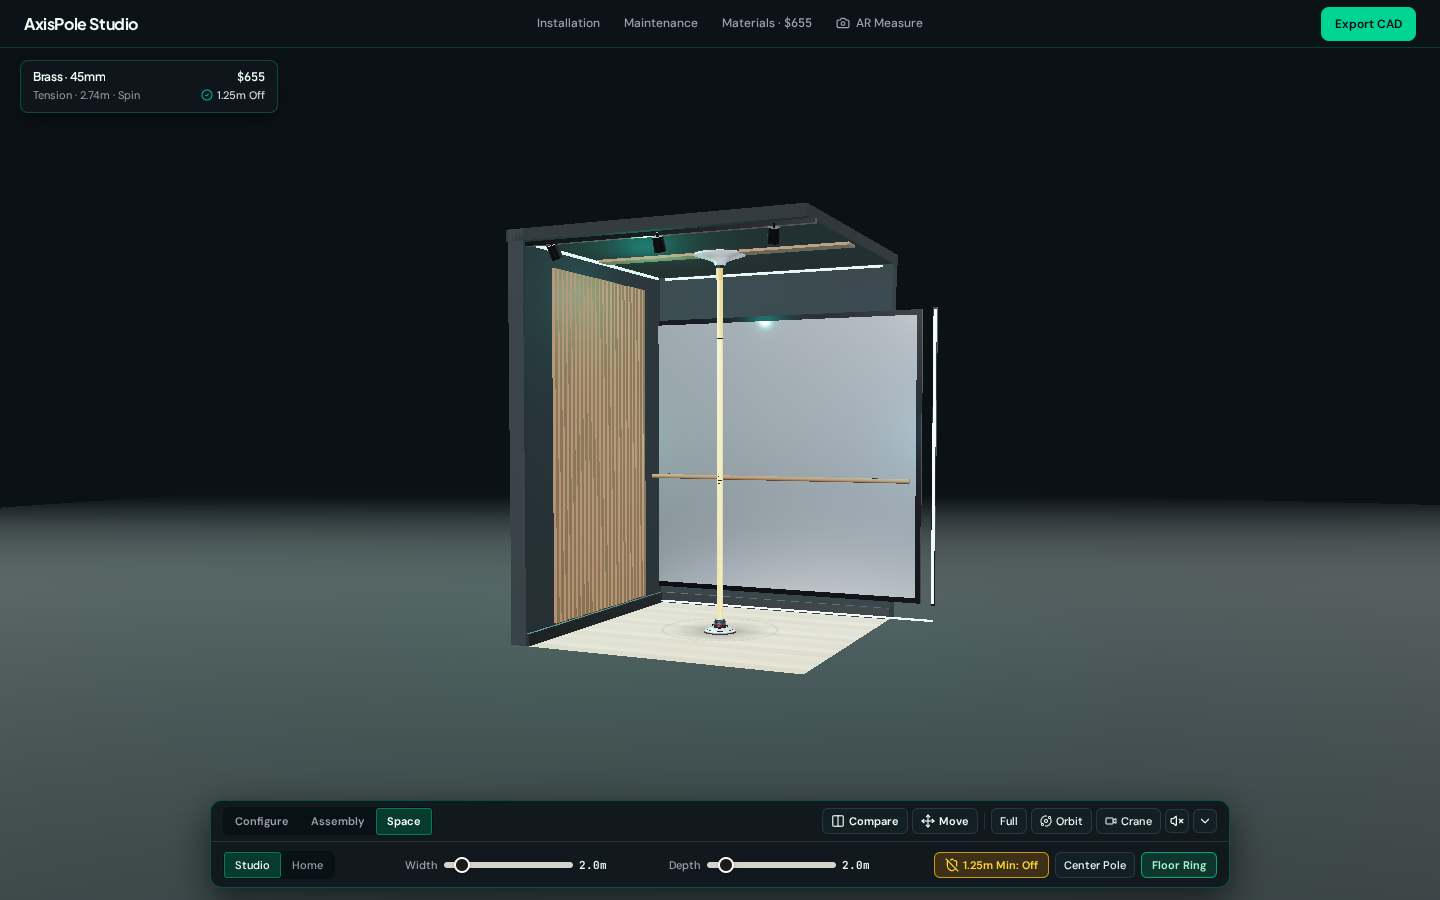 AxisPole Studio
Installation
Maintenance
Materials · $655
AR Measure
Export CAD
Brass · 45mm
$655
Tension · 2.74m · Spin
1.25m Off
Configure
Assembly
Space
Compare
Move
Full
Orbit
Crane
Studio
Home
Width
2.0m
Depth
2.0m
1.25m Min: Off
Center Pole
Floor Ring